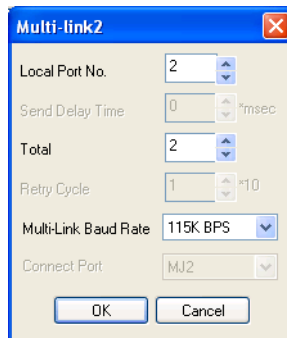 Multi-link2
Local Port No. 2
Send Delay Time 0 *msec
Total 2
Retry Cycle 1 *10
Multi-Link Baud Rate 115K BPS
Connect Port MJ2
OK Cancel